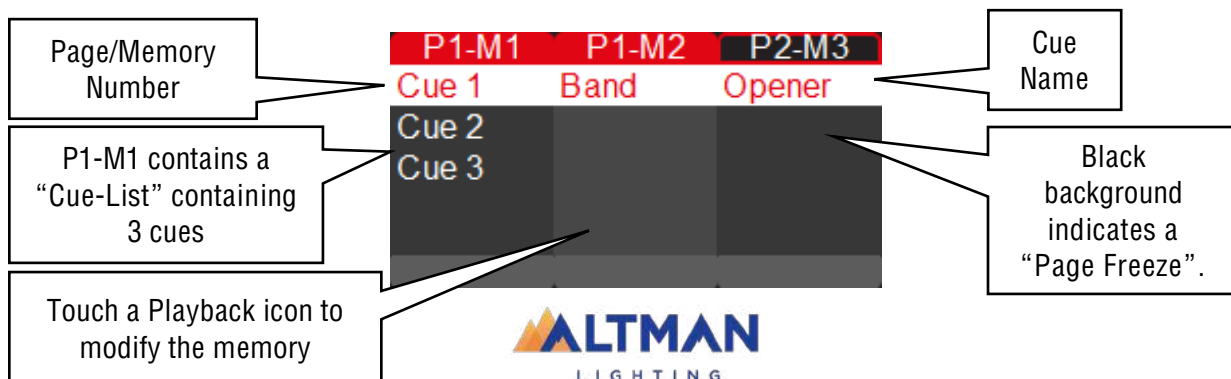 Page/Memory
Number
P1-M1 contains a
“Cue-List” containing
3 cues
Touch a Playback icon to
modify the memory
P1-M1 P1-M2 P2-M3
Cue 1 Band Opener
Cue 2
Cue 3
Cue
Name
Black
background
indicates a
“Page Freeze”.
ALTMAN
LIGHTING